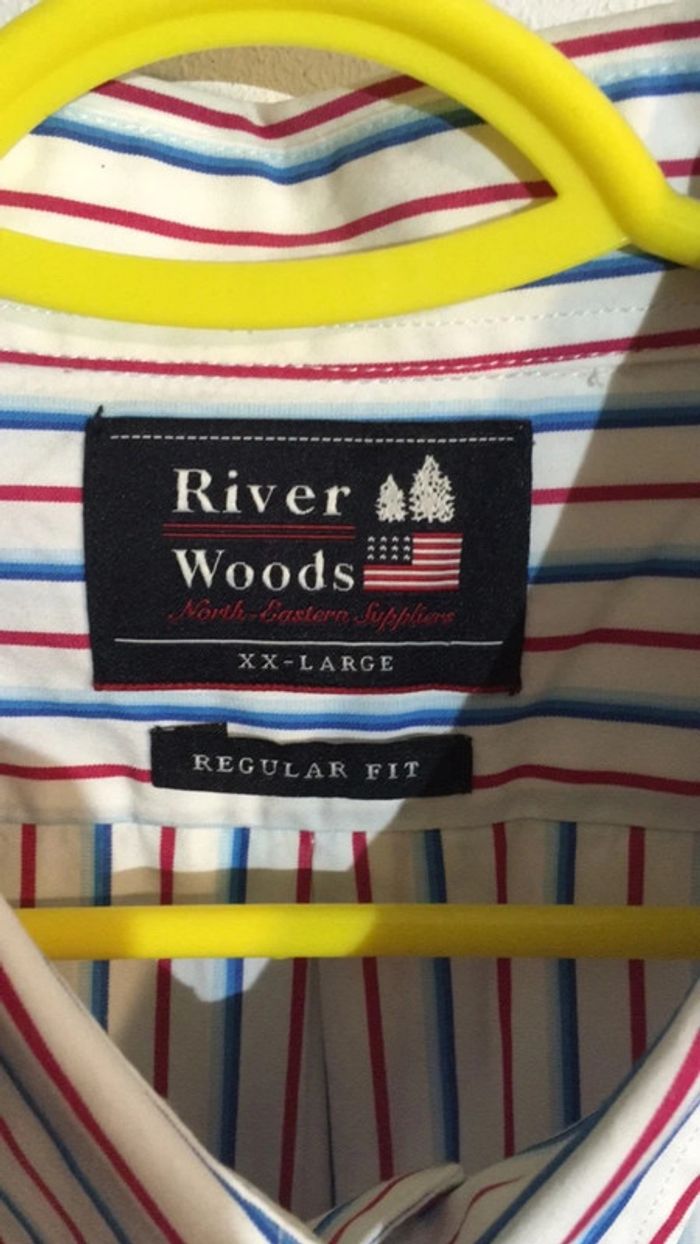 River
Woods
North-Eastern Suppliers
XX-LARGE
REGULAR FIT